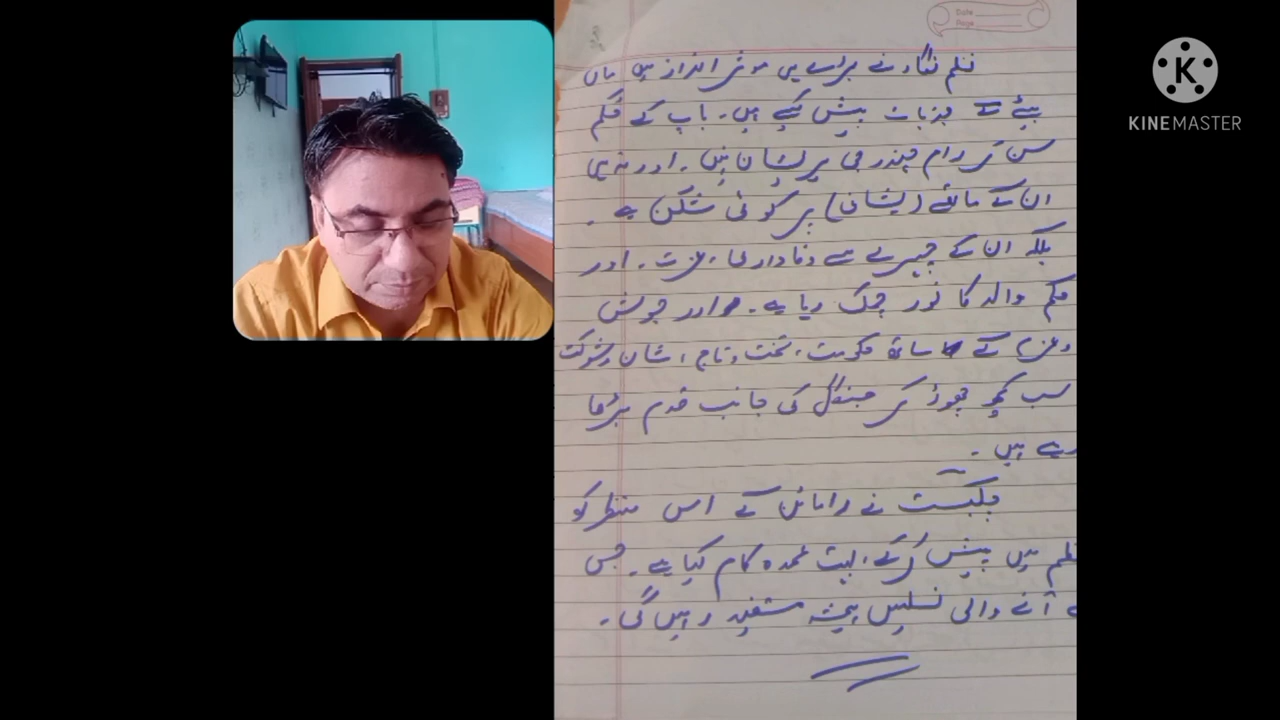 Date
Page
KINEMASTER
نظم نگار نے بڑے ہی موثر انداز میں ماں
بیٹے کے جذبات پیش کیے ہیں۔ باپ کے حکم
سن کر رام چندر جی پریشان نہیں۔ اور نہ ہی
ان کے ماتھے (پیشانی) پر کوئی شکن ہے۔
بلکہ ان کے چہرے سے وفاداری، عزت، اور
حکم والد کا نور چمک رہا ہے۔ اور جوش
و عزم کے ساتھ حکومت، تخت و تاج، شان و شوکت
سب کچھ چھوڑ کر جنگل کی جانب قدم بڑھا
رہے ہیں۔
چکبست نے رامائن کے اس منظر کو
نظم میں پیش کر کے بہت عمدہ کام کیا ہے۔ جس
آنے والی نسلیں ہمیشہ مستفید رہیں گی۔